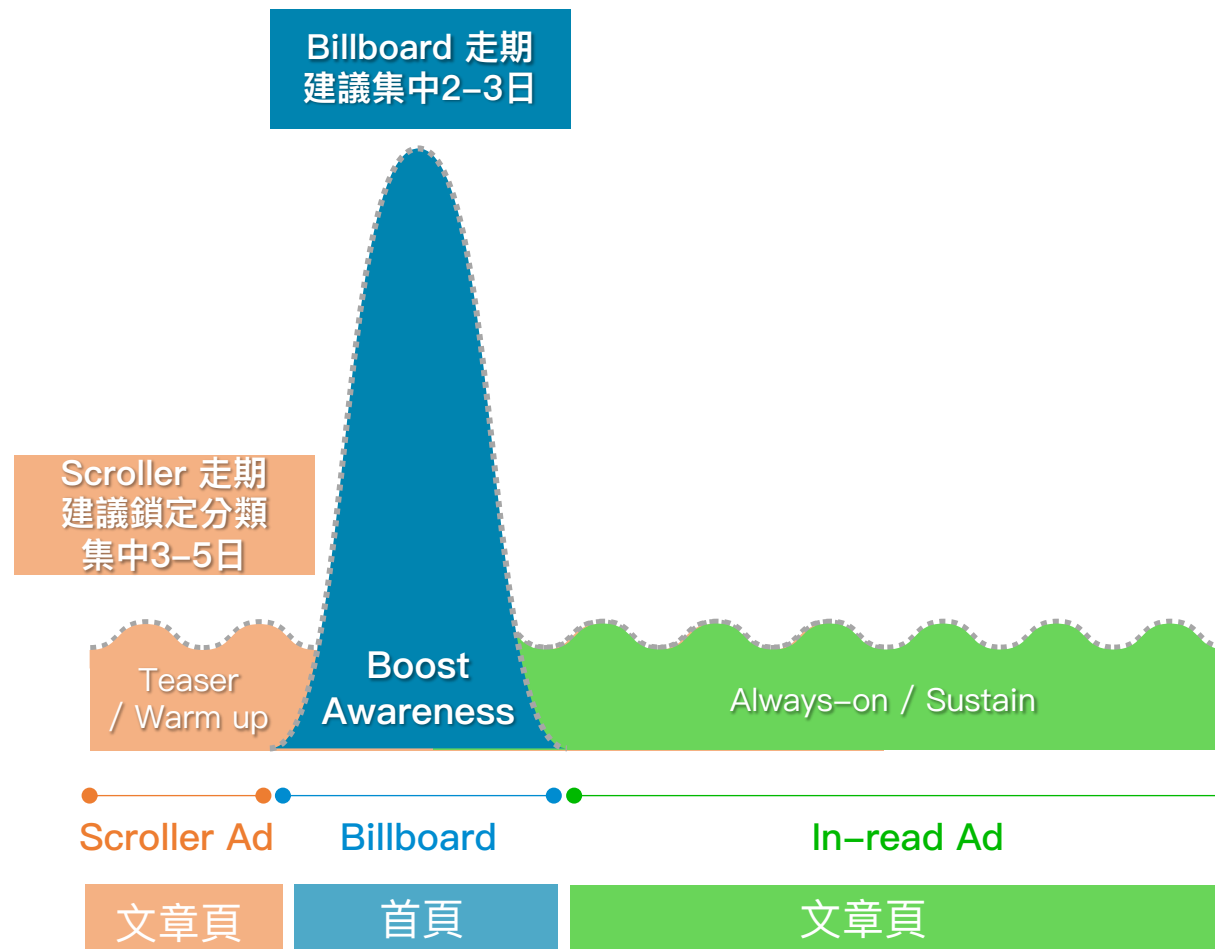 Billboard 走期
建議集中2–3日
Scroller 走期
建議鎖定分類
集中3–5日
Teaser
/ Warm up
Boost
Awareness
Always–on / Sustain
Scroller Ad
Billboard
In–read Ad
文章頁
首頁
文章頁